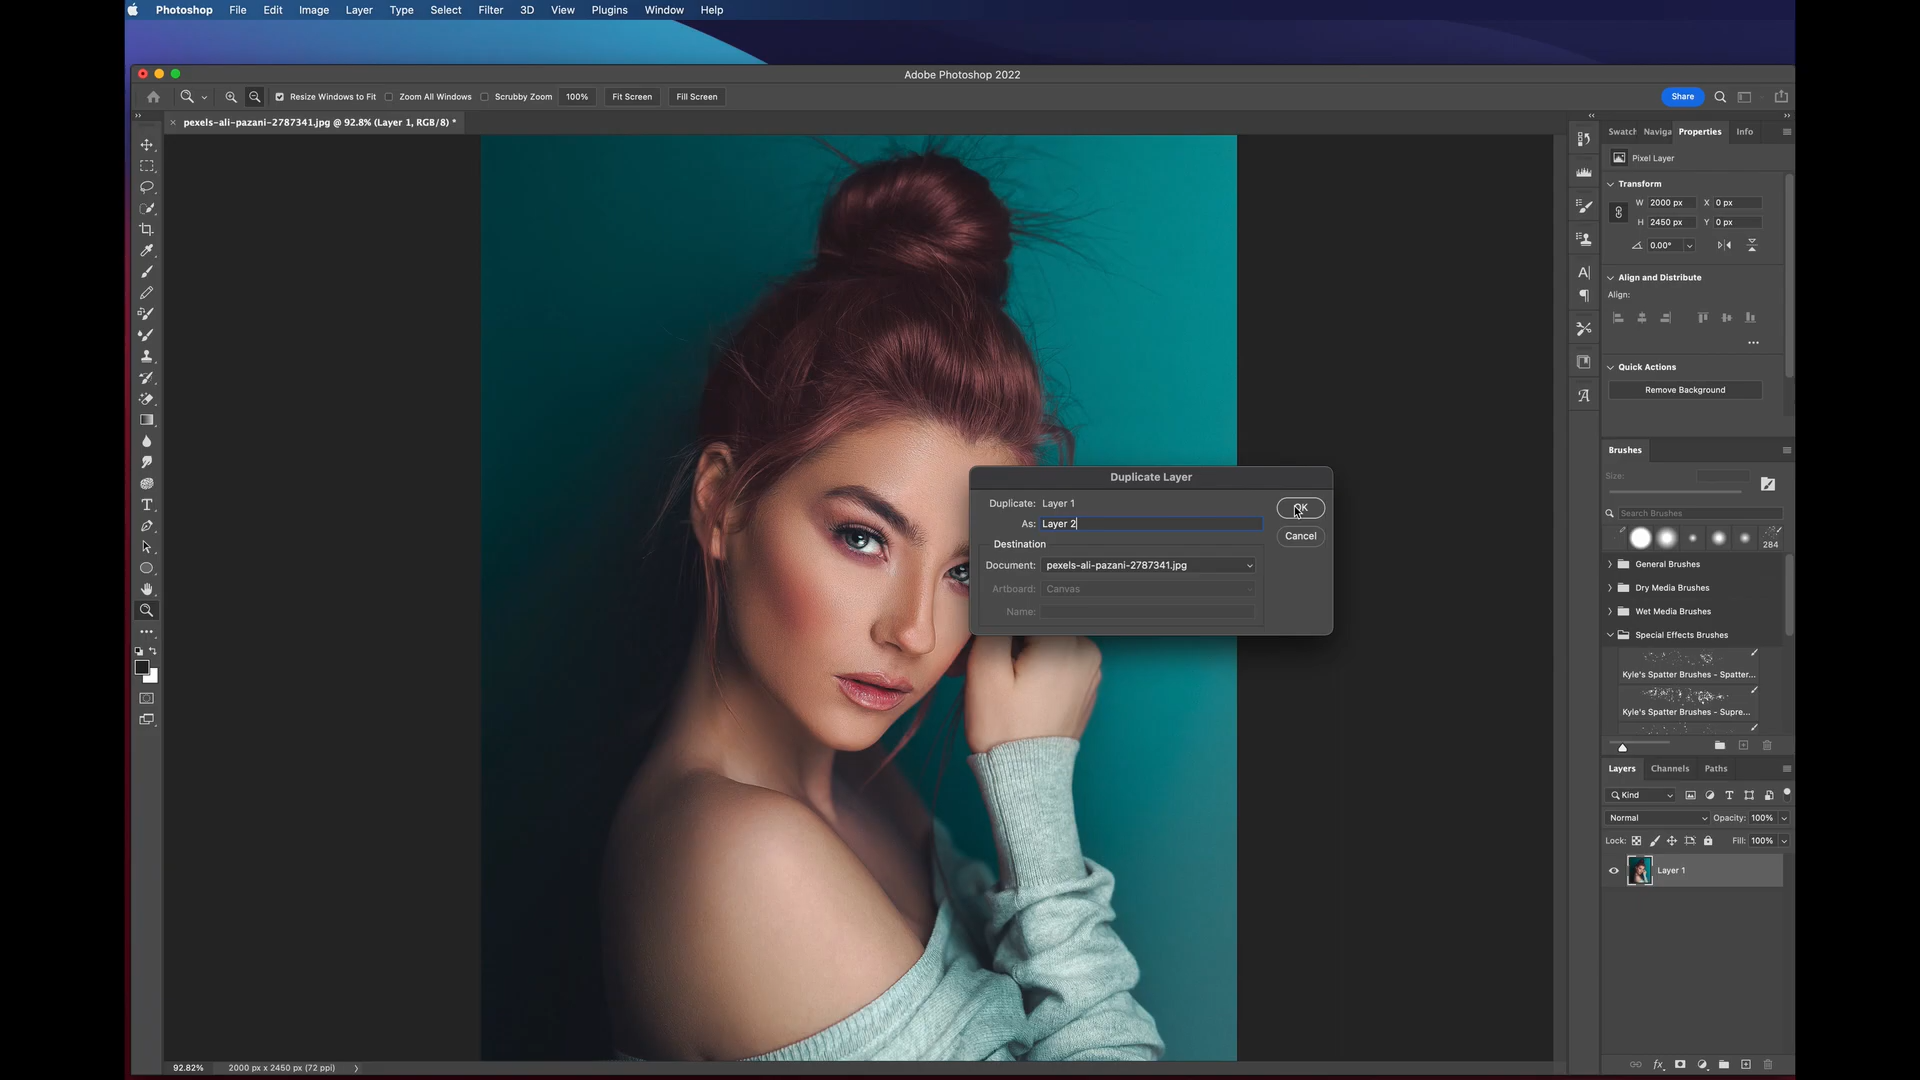 Photoshop File Edit Image Layer Type Select Filter 3D View Plugins Window Help
Adobe Photoshop 2022
Resize Windows to Fit Zoom All Windows Scrubby Zoom 100% Fit Screen Fill Screen Share
pexels-ali-pazani-2787341.jpg @ 92.8% (Layer 1, RGB/8) *
Swatch Naviga Properties Info
Pixel Layer
Transform
W 2000 px X 0 px
H 2450 px Y 0 px
0.00°
Align and Distribute
Align:
Quick Actions
Remove Background
Brushes
Size:
Search Brushes
284
General Brushes
Dry Media Brushes
Wet Media Brushes
Special Effects Brushes
Kyle's Spatter Brushes - Spatter...
Kyle's Spatter Brushes - Supre...
Duplicate Layer
Duplicate: Layer 1
As: Layer 2
OK
Cancel
Destination
Document: pexels-ali-pazani-2787341.jpg
Artboard: Canvas
Name:
Layers Channels Paths
Kind
Normal Opacity: 100%
Lock: Fill: 100%
Layer 1
fx
92.82% 2000 px x 2450 px (72 ppi)